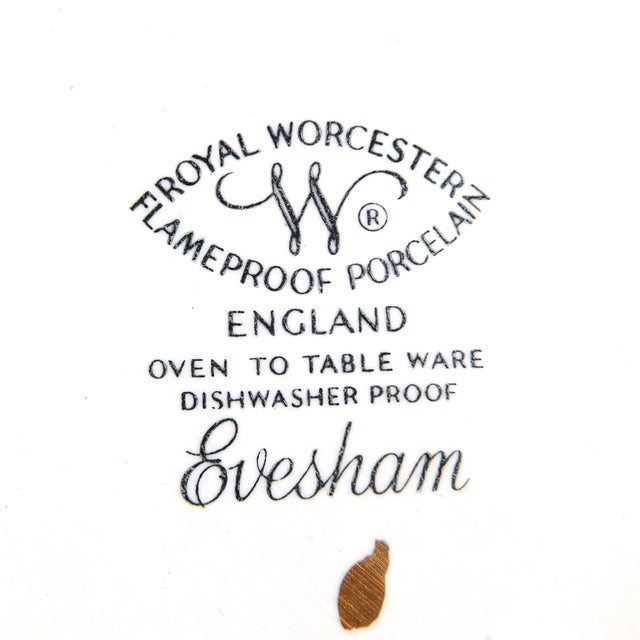 ROYAL WORCESTER
W ®
FLAMEPROOF PORCELAIN
ENGLAND
OVEN TO TABLE WARE
DISHWASHER PROOF
Evesham